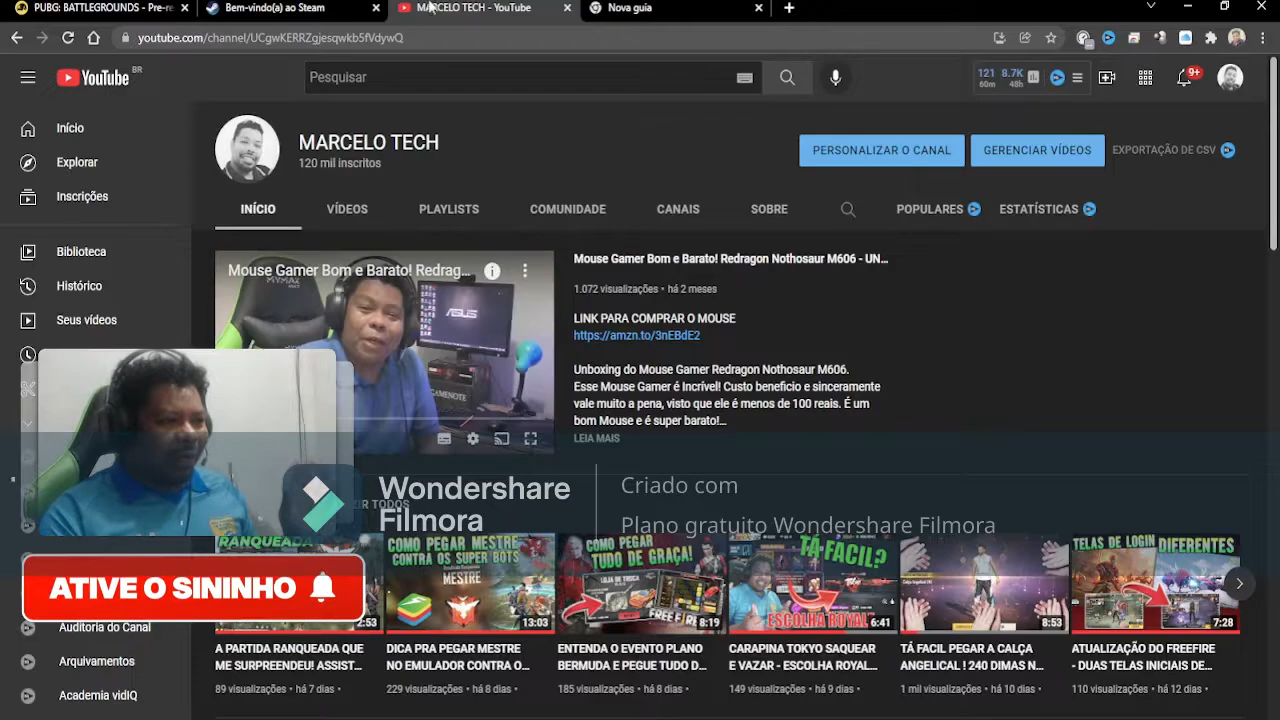 PUBG: BATTLEGROUNDS - Pre-re
Bem-vindo(a) ao Steam
MARCELO TECH - YouTube
Nova guia
youtube.com/channel/UCgwKERRZgjesqwkb5fVdywQ
YouTube BR
Pesquisar
121 8.7K
60m 48h
9+
MARCELO TECH
120 mil inscritos
PERSONALIZAR O CANAL
GERENCIAR VÍDEOS
EXPORTAÇÃO DE CSV
Início
Explorar
Inscrições
Biblioteca
Histórico
Seus vídeos
INÍCIO
VÍDEOS
PLAYLISTS
COMUNIDADE
CANAIS
SOBRE
POPULARES
ESTATÍSTICAS
Mouse Gamer Bom e Barato! Redrag...
MYMAX
ASUS
GAMENOTE
Mouse Gamer Bom e Barato! Redragon Nothosaur M606 - UN...
1.072 visualizações • há 2 meses
LINK PARA COMPRAR O MOUSE
https://amzn.to/3nEBdE2
Unboxing do Mouse Gamer Redragon Nothosaur M606.
Esse Mouse Gamer é Incrível! Custo beneficio e sinceramente
vale muito a pena, visto que ele é menos de 100 reais. É um
bom Mouse e é super barato!...
LEIA MAIS
Wondershare
Filmora
Criado com
Plano gratuito Wondershare Filmora
TODOS
ATIVE O SININHO
Auditoria do Canal
Arquivamentos
Academia vidIQ
RANQUEADA
2:53
A PARTIDA RANQUEADA QUE
ME SURPREENDEU! ASSIST...
89 visualizações • há 7 dias
COMO PEGAR MESTRE
CONTRA OS SUPER BOTS
MESTRE
13:03
DICA PRA PEGAR MESTRE
NO EMULADOR CONTRA O...
229 visualizações • há 8 dias
COMO PEGAR
TUDO DE GRAÇA!
LOJA DE TROCA
FREE FIRE
8:19
ENTENDA O EVENTO PLANO
BERMUDA E PEGUE TUDO D...
185 visualizações • há 8 dias
TÁ FACIL?
ESCOLHA ROYAL
6:41
CARAPINA TOKYO SAQUEAR
E VAZAR - ESCOLHA ROYAL...
149 visualizações • há 9 dias
8:53
TÁ FACIL PEGAR A CALÇA
ANGELICAL ! 240 DIMAS N...
1 mil visualizações • há 10 dias
TELAS DE LOGIN DIFERENTES
7:28
ATUALIZAÇÃO DO FREEFIRE
- DUAS TELAS INICIAIS DE...
110 visualizações • há 12 dias